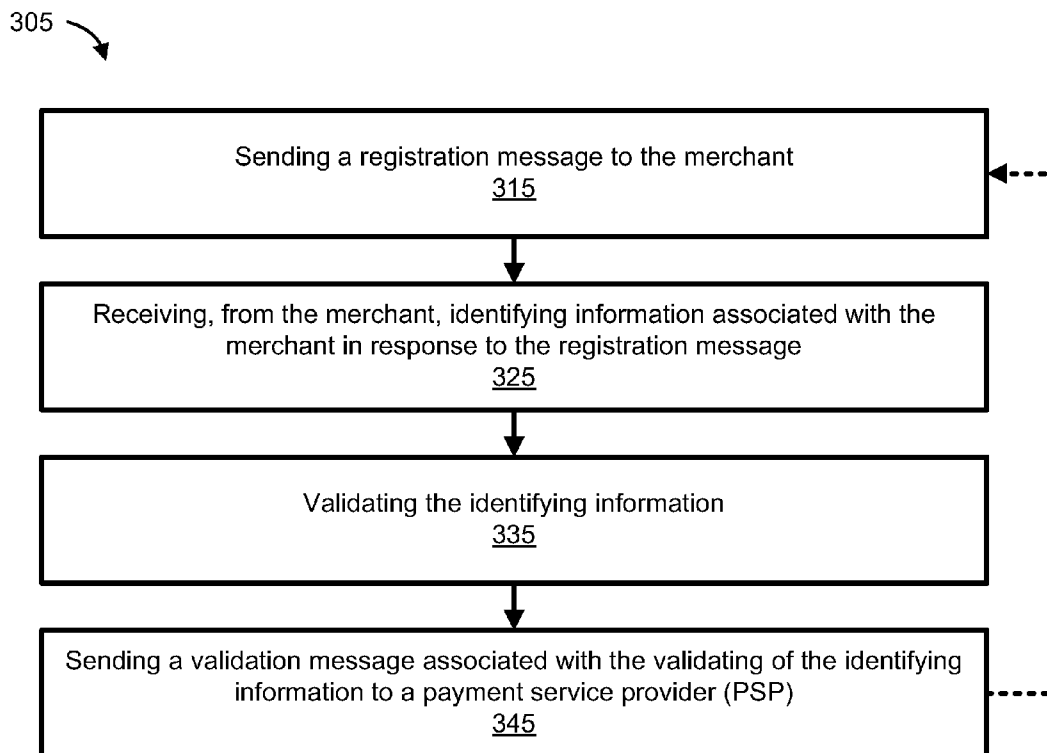 305
Sending a registration message to the merchant
315
Receiving, from the merchant, identifying information associated with the
merchant in response to the registration message
325
Validating the identifying information
335
Sending a validation message associated with the validating of the identifying
information to a payment service provider (PSP)
345